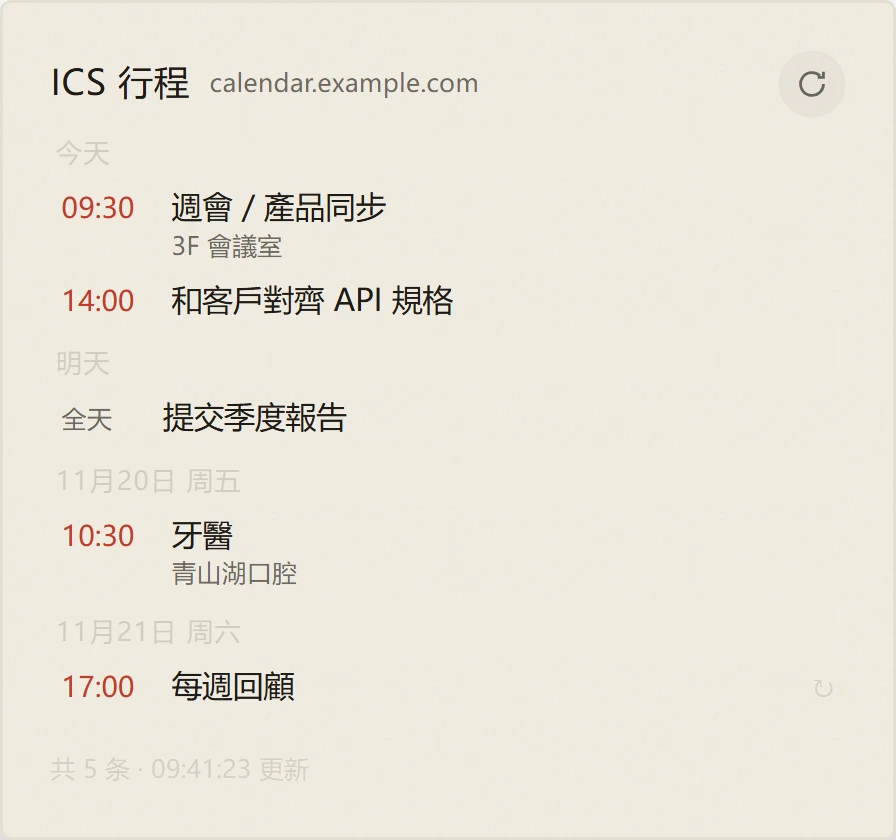 ICS 行程 calendar.example.com
今天
09:30 週會 / 產品同步
3F 會議室
14:00 和客戶對齊 API 規格
明天
全天 提交季度報告
11月20日 周五
10:30 牙醫
青山湖口腔
11月21日 周六
17:00 每週回顧 ↻
共 5 条 · 09:41:23 更新